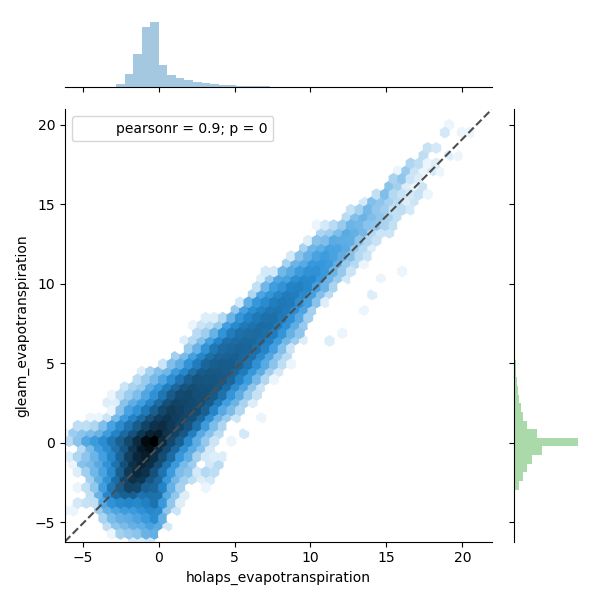 pearsonr = 0.9; p = 0
20
15
10
5
0
−5
gleam_evapotranspiration
−5 0 5 10 15 20
holaps_evapotranspiration